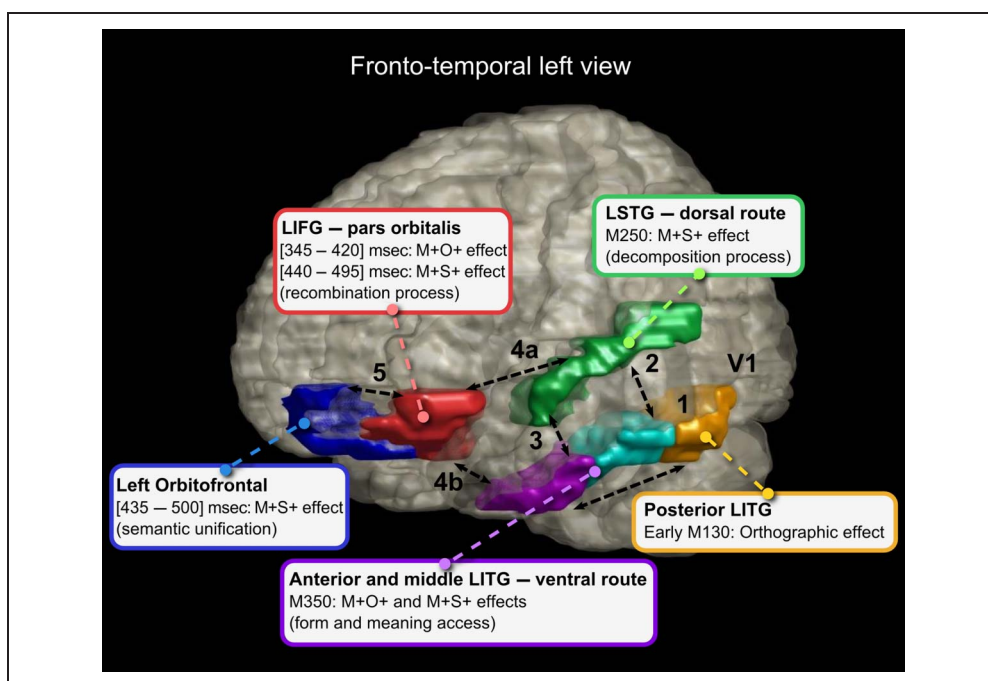 Fronto-temporal left view
LSTG – dorsal route
M250: M+S+ effect
(decomposition process)
LIFG – pars orbitalis
[345 – 420] msec: M+O+ effect
[440 – 495] msec: M+S+ effect
(recombination process)
4a
2
V1
5
1
3
4b
Left Orbitofrontal
[435 – 500] msec: M+S+ effect
(semantic unification)
Posterior LITG
Early M130: Orthographic effect
Anterior and middle LITG – ventral route
M350: M+O+ and M+S+ effects
(form and meaning access)